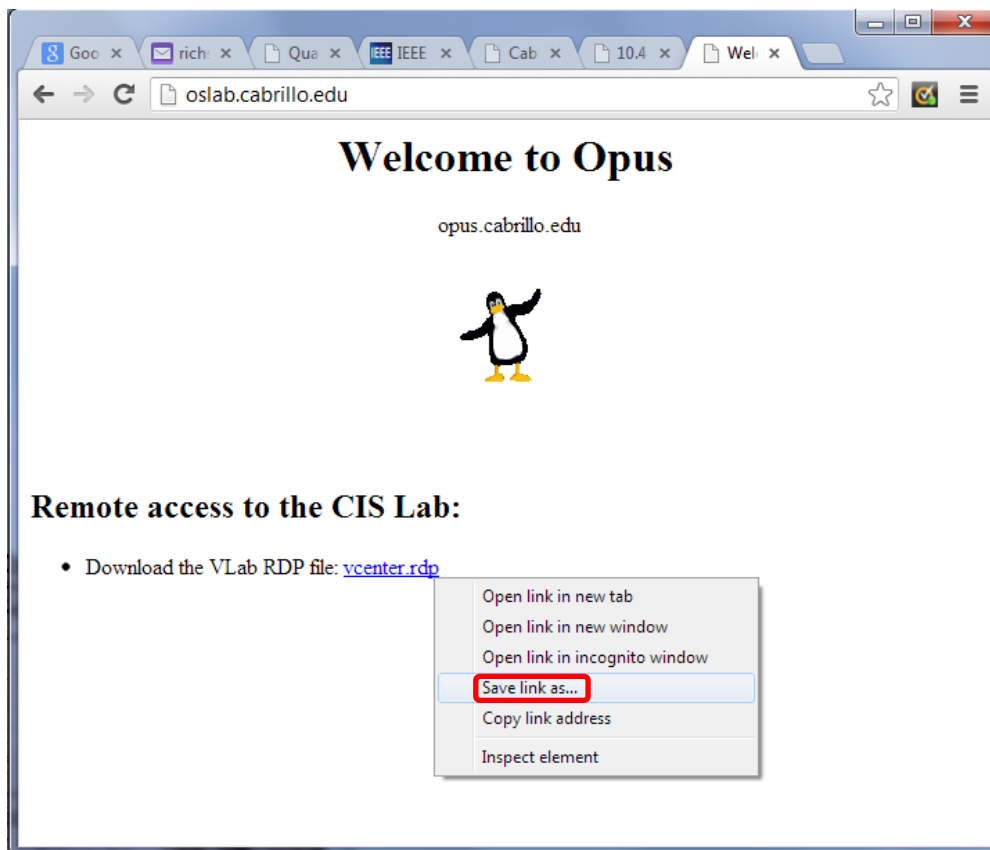 8 Goo rich: Qua IEEE IEEE Cab 10.4 Wel
oslab.cabrillo.edu
Welcome to Opus
opus.cabrillo.edu
Remote access to the CIS Lab:
• Download the VLab RDP file: vcenter.rdp
Open link in new tab
Open link in new window
Open link in incognito window
Save link as...
Copy link address
Inspect element